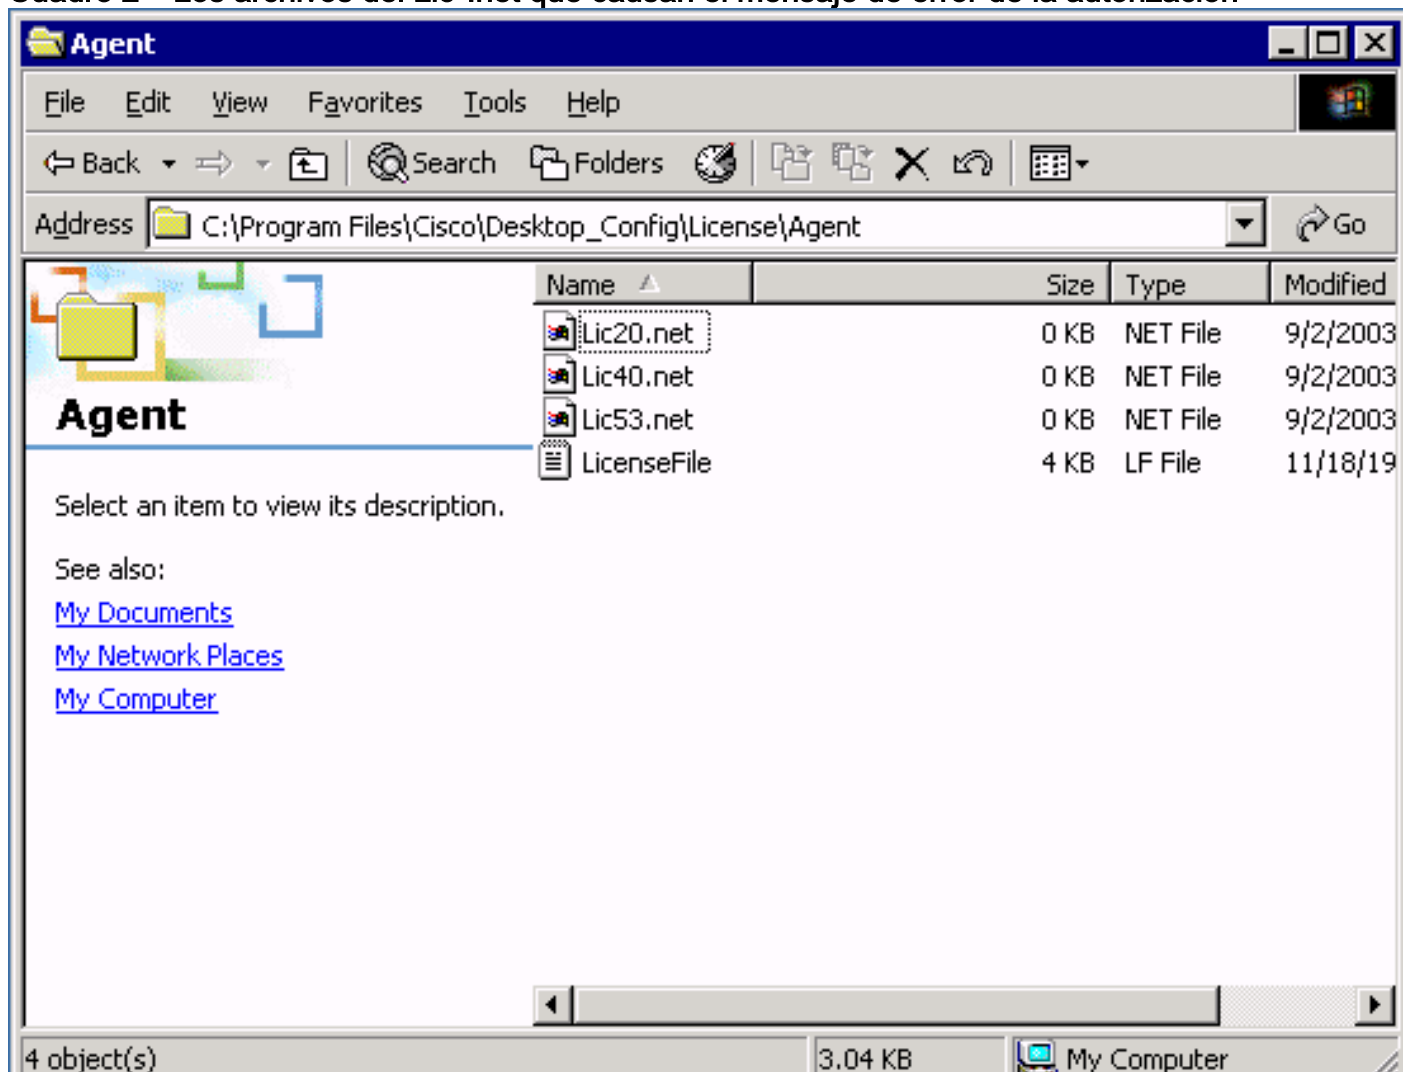 Agent
File Edit View Favorites Tools Help
Back Search Folders
Address C:\Program Files\Cisco\Desktop_Config\License\Agent Go
Name Size Type Modified
Lic20.net 0 KB NET File 9/2/2003
Lic40.net 0 KB NET File 9/2/2003
Lic53.net 0 KB NET File 9/2/2003
LicenseFile 4 KB LF File 11/18/19
Agent
Select an item to view its description.
See also:
My Documents
My Network Places
My Computer
4 object(s) 3.04 KB My Computer